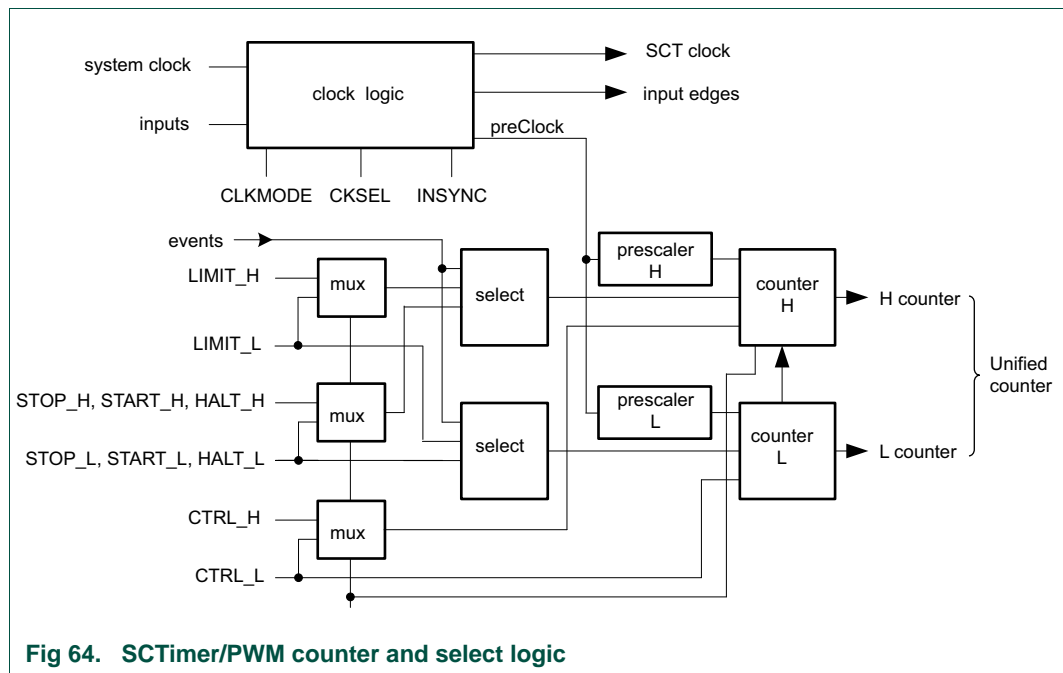 system clock
inputs
clock logic
SCT clock
input edges
preClock
CLKMODE
CKSEL
INSYNC
events
LIMIT_H
LIMIT_L
mux
select
prescaler
H
counter
H
H counter
STOP_H, START_H, HALT_H
STOP_L, START_L, HALT_L
mux
select
prescaler
L
counter
L
L counter
Unified
counter
CTRL_H
CTRL_L
mux
Fig 64. SCTimer/PWM counter and select logic